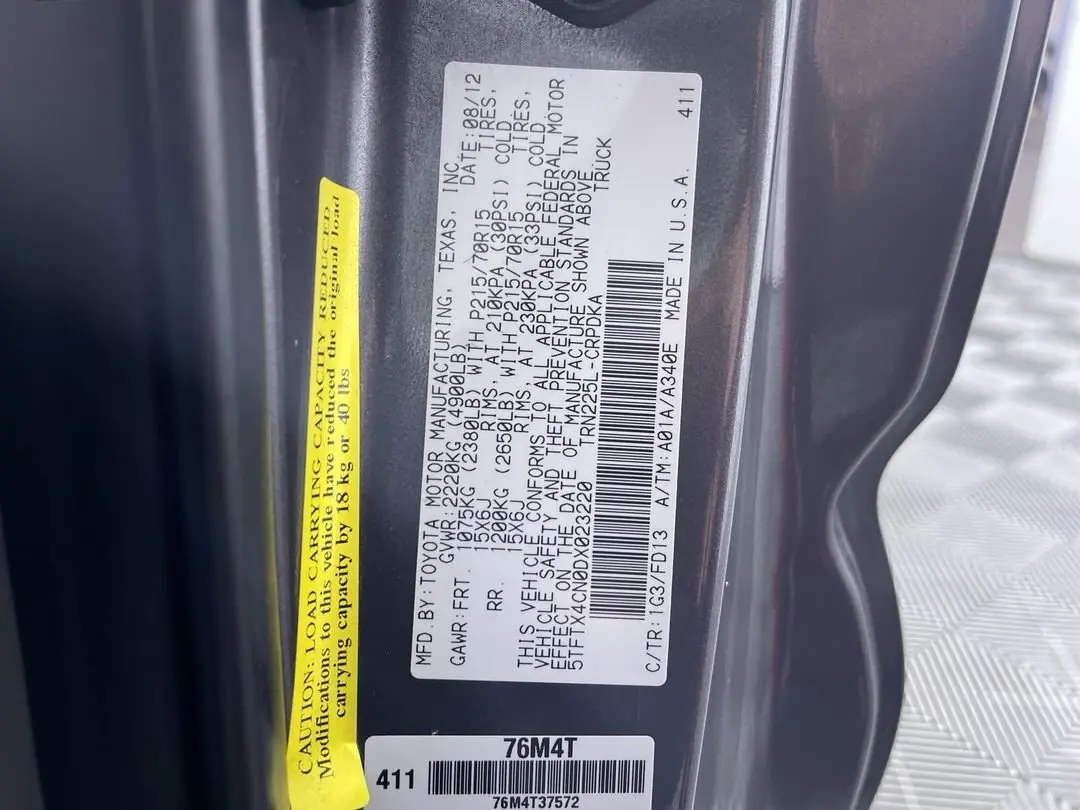 CAUTION: LOAD CARRYING CAPACITY REDUCED
Modifications to this vehicle have reduced the original load
carrying capacity by 18 kg or 40 lbs
MFD.BY:TOYOTA MOTOR MANUFACTURING, TEXAS, INC.
GVWR:2220KG (4900LB) DATE:08/12
GAWR:FRT. 1075KG (2380LB) WITH P215/70R15 TIRES,
15X6J RIMS, AT 210KPA (30PSI) COLD
RR. 1200KG (2650LB) WITH P215/70R15 TIRES,
15X6J RIMS, AT 230KPA (33PSI) COLD
THIS VEHICLE CONFORMS TO ALL APPLICABLE FEDERAL MOTOR
VEHICLE SAFETY AND THEFT PREVENTION STANDARDS IN
EFFECT ON THE DATE OF MANUFACTURE SHOWN ABOVE.
5TFTX4CN0DX023220 TRN225L-CRPDKA TRUCK
C/TR:1G3/FD13 A/TM:A01A/A340E MADE IN U.S.A. 411
76M4T
411
76M4T37572